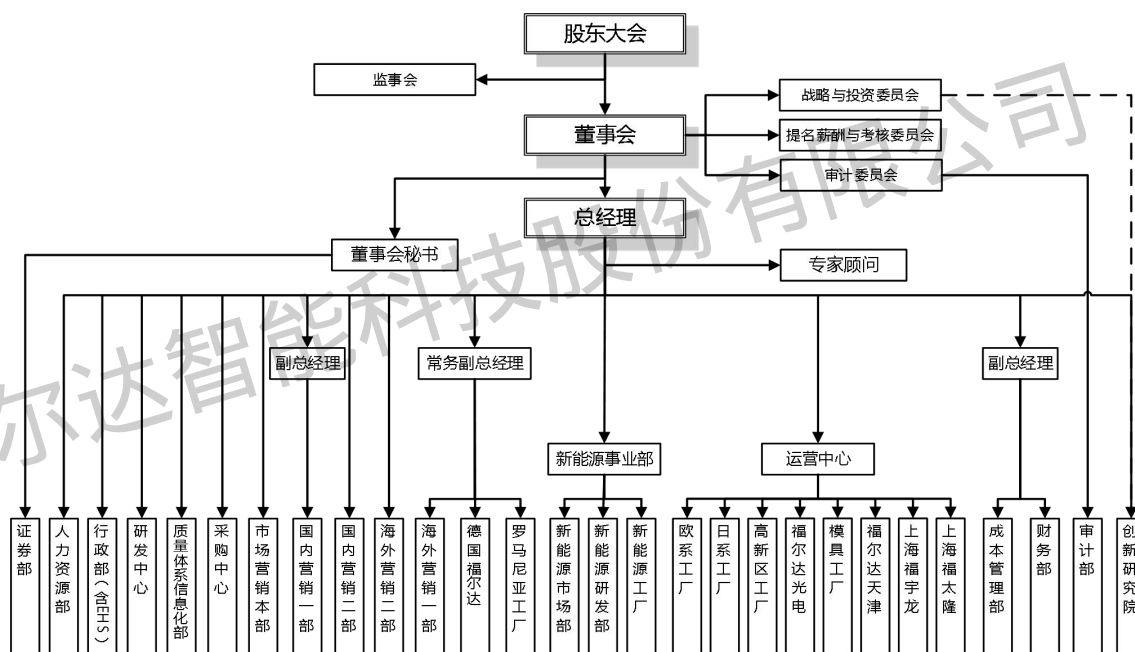 股东大会
监事会
战略与投资委员会
董事会
提名薪酬与考核委员会
审计委员会
总经理
董事会秘书
专家顾问
副总经理
常务副总经理
副总经理
新能源事业部
运营中心
证券部
人力资源部
行政部（含EHS）
研发中心
质量体系信息化部
采购中心
市场营销本部
国内营销一部
国内营销二部
海外营销二部
海外营销一部
德国福尔达
罗马尼亚工厂
新能源市场部
新能源研发部
新能源工厂
欧系工厂
日系工厂
高新区工厂
福尔达光电
模具工厂
福尔达天津
上海福宇龙
上海福太隆
成本管理部
财务部
审计部
创新研究院
尔达智能科技股份有限公司